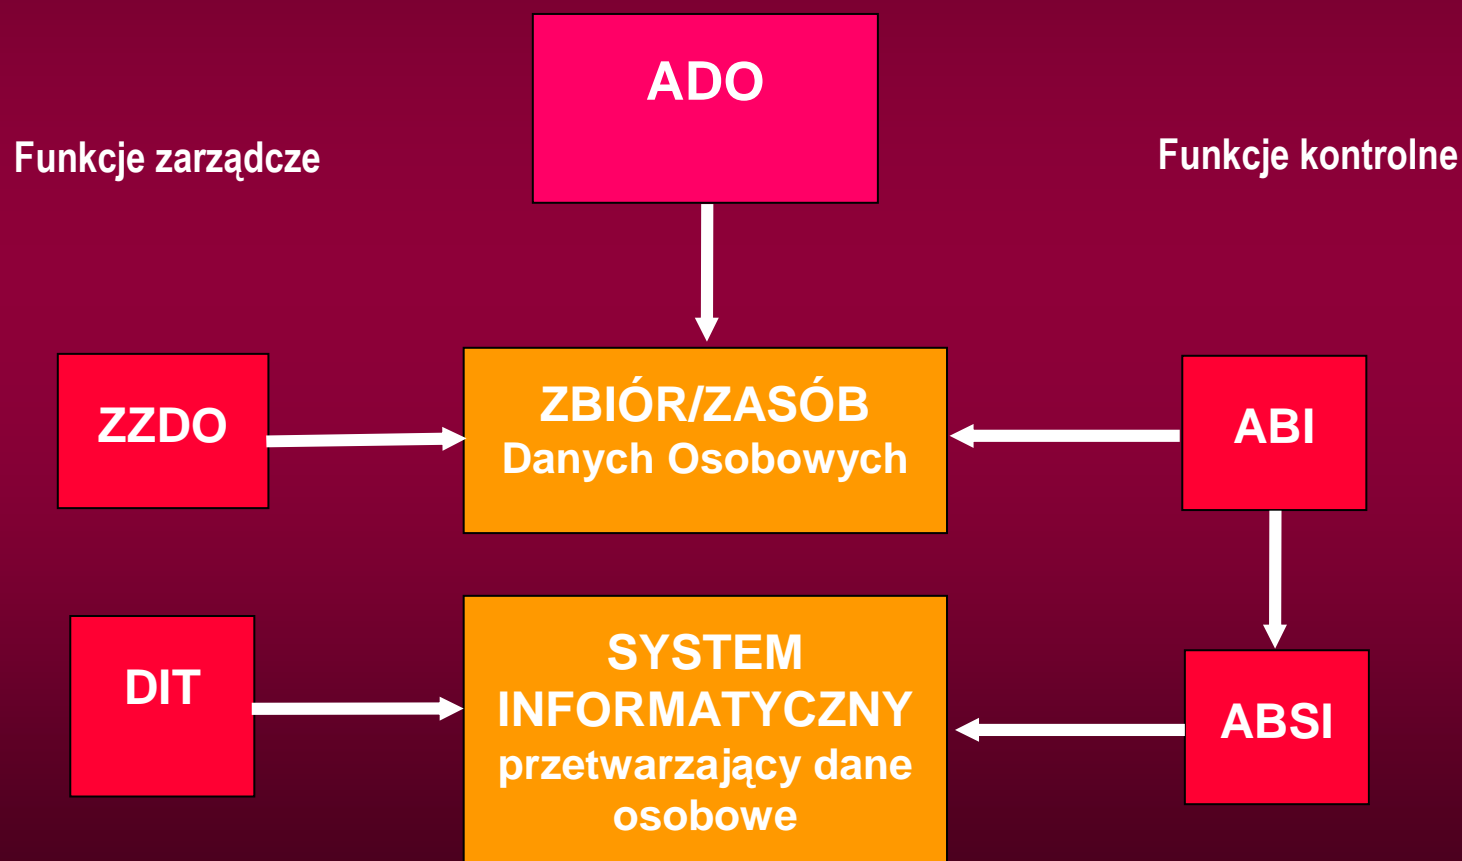 ADO
Funkcje zarządcze
Funkcje kontrolne
ZZDO
ZBIÓR/ZASÓB
Danych Osobowych
ABI
DIT
SYSTEM
INFORMATYCZNY
przetwarzający dane
osobowe
ABSI